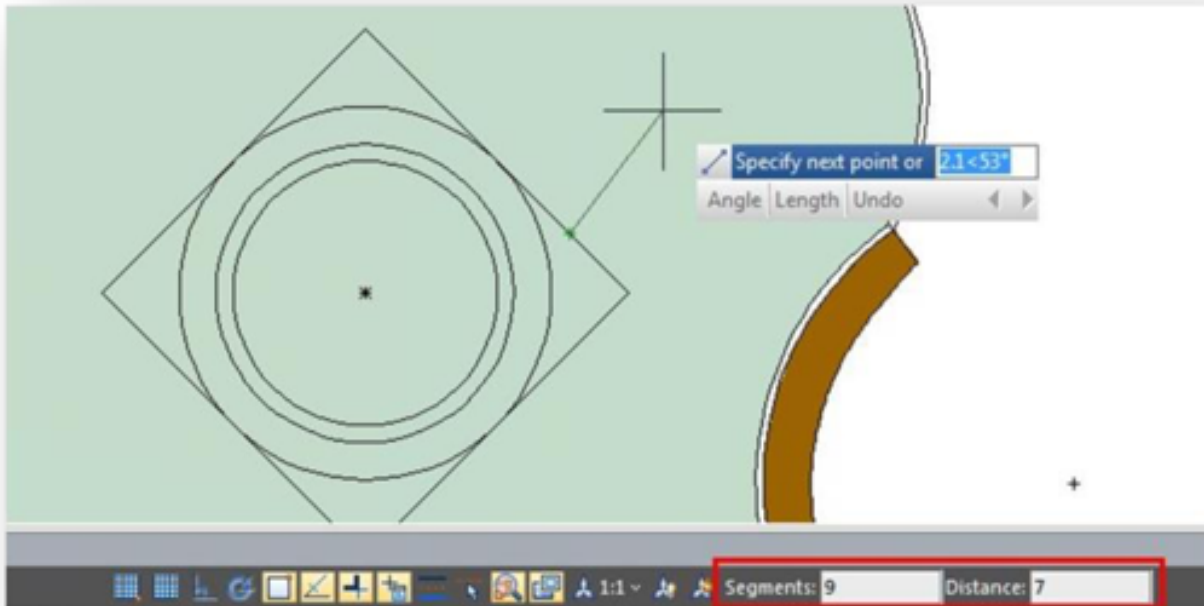 Specify next point or 2.1<53°
Angle Length Undo
1:1 Segments: 9 Distance: 7